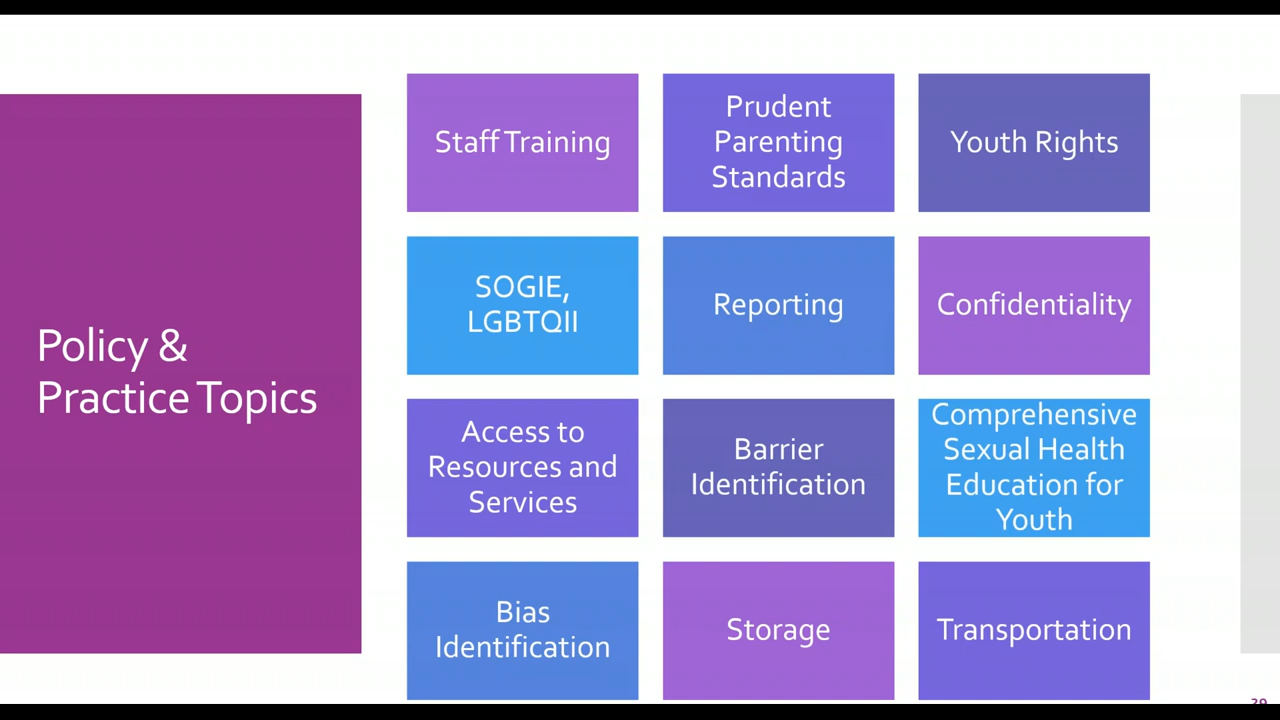 Policy &
Practice Topics
Staff Training
Prudent
Parenting
Standards
Youth Rights
SOGIE,
LGBTQII
Reporting
Confidentiality
Access to
Resources and
Services
Barrier
Identification
Comprehensive
Sexual Health
Education for
Youth
Bias
Identification
Storage
Transportation